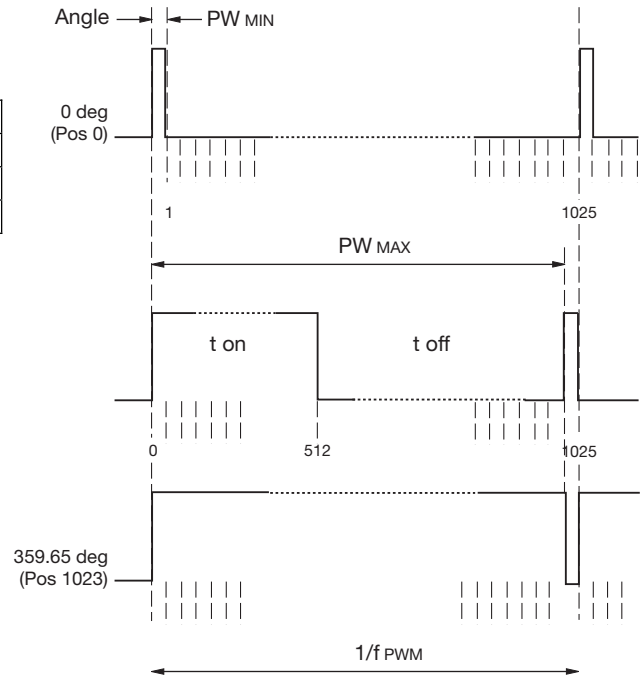 Angle PW MIN
0 deg
(Pos 0)
1 1025
PW MAX
t on t off
0 512 1025
359.65 deg
(Pos 1023)
1/f PWM